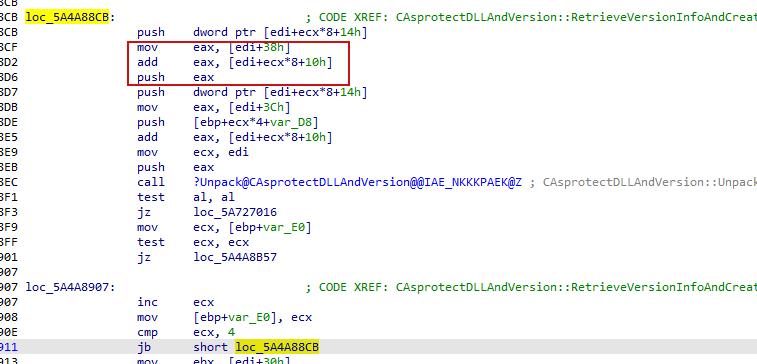 8CB
8CB loc_5A4A88CB: ; CODE XREF: CAsprotectDLLAndVersion::RetrieveVersionInfoAndCreat
8CB push dword ptr [edi+ecx*8+14h]
8CF mov eax, [edi+38h]
8D2 add eax, [edi+ecx*8+10h]
8D6 push eax
8D7 push dword ptr [edi+ecx*8+14h]
8DB mov eax, [edi+3Ch]
8DE push [ebp+ecx*4+var_D8]
8E5 add eax, [edi+ecx*8+10h]
8E9 mov ecx, edi
8EB push eax
8EC call ?Unpack@CAsprotectDLLAndVersion@@IAE_NKKKPAEK@Z ; CAsprotectDLLAndVersion::Unpack
8F1 test al, al
8F3 jz loc_5A727016
8F9 mov ecx, [ebp+var_E0]
8FF test ecx, ecx
901 jz loc_5A4A8B57
907
907 loc_5A4A8907: ; CODE XREF: CAsprotectDLLAndVersion::RetrieveVersionInfoAndCreat
907 inc ecx
908 mov [ebp+var_E0], ecx
90E cmp ecx, 4
911 jb short loc_5A4A88CB
913 mov ebx, [edi+30h]